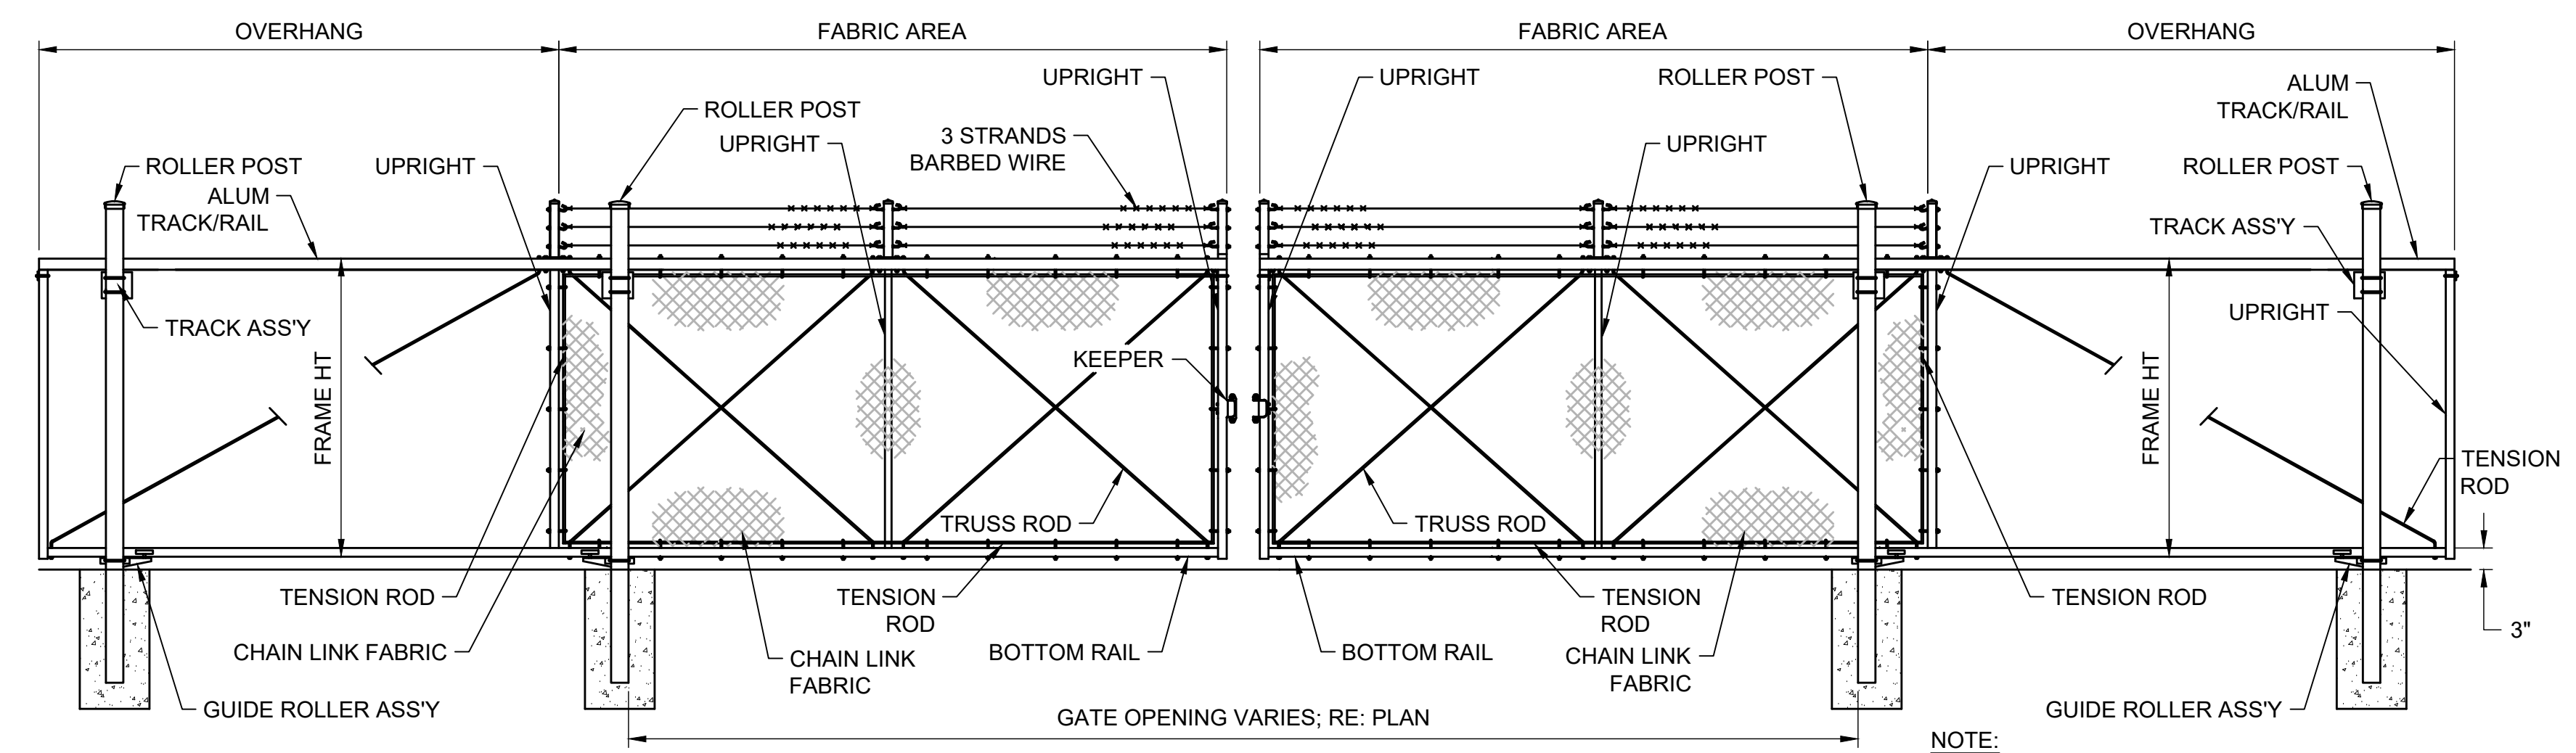 OVERHANG
FABRIC AREA
FABRIC AREA
OVERHANG
UPRIGHT
UPRIGHT
ROLLER POST
ALUM
TRACK/RAIL
ROLLER POST
UPRIGHT
3 STRANDS
BARBED WIRE
UPRIGHT
ROLLER POST
UPRIGHT
UPRIGHT
ROLLER POST
ALUM
TRACK/RAIL
TRACK ASS'Y
TRACK ASS'Y
UPRIGHT
KEEPER
FRAME HT
FRAME HT
TENSION
ROD
TRUSS ROD
TRUSS ROD
TENSION ROD
TENSION
ROD
TENSION
ROD
TENSION ROD
3"
CHAIN LINK FABRIC
CHAIN LINK
FABRIC
BOTTOM RAIL
BOTTOM RAIL
CHAIN LINK
FABRIC
GUIDE ROLLER ASS'Y
GATE OPENING VARIES; RE: PLAN
GUIDE ROLLER ASS'Y
NOTE: